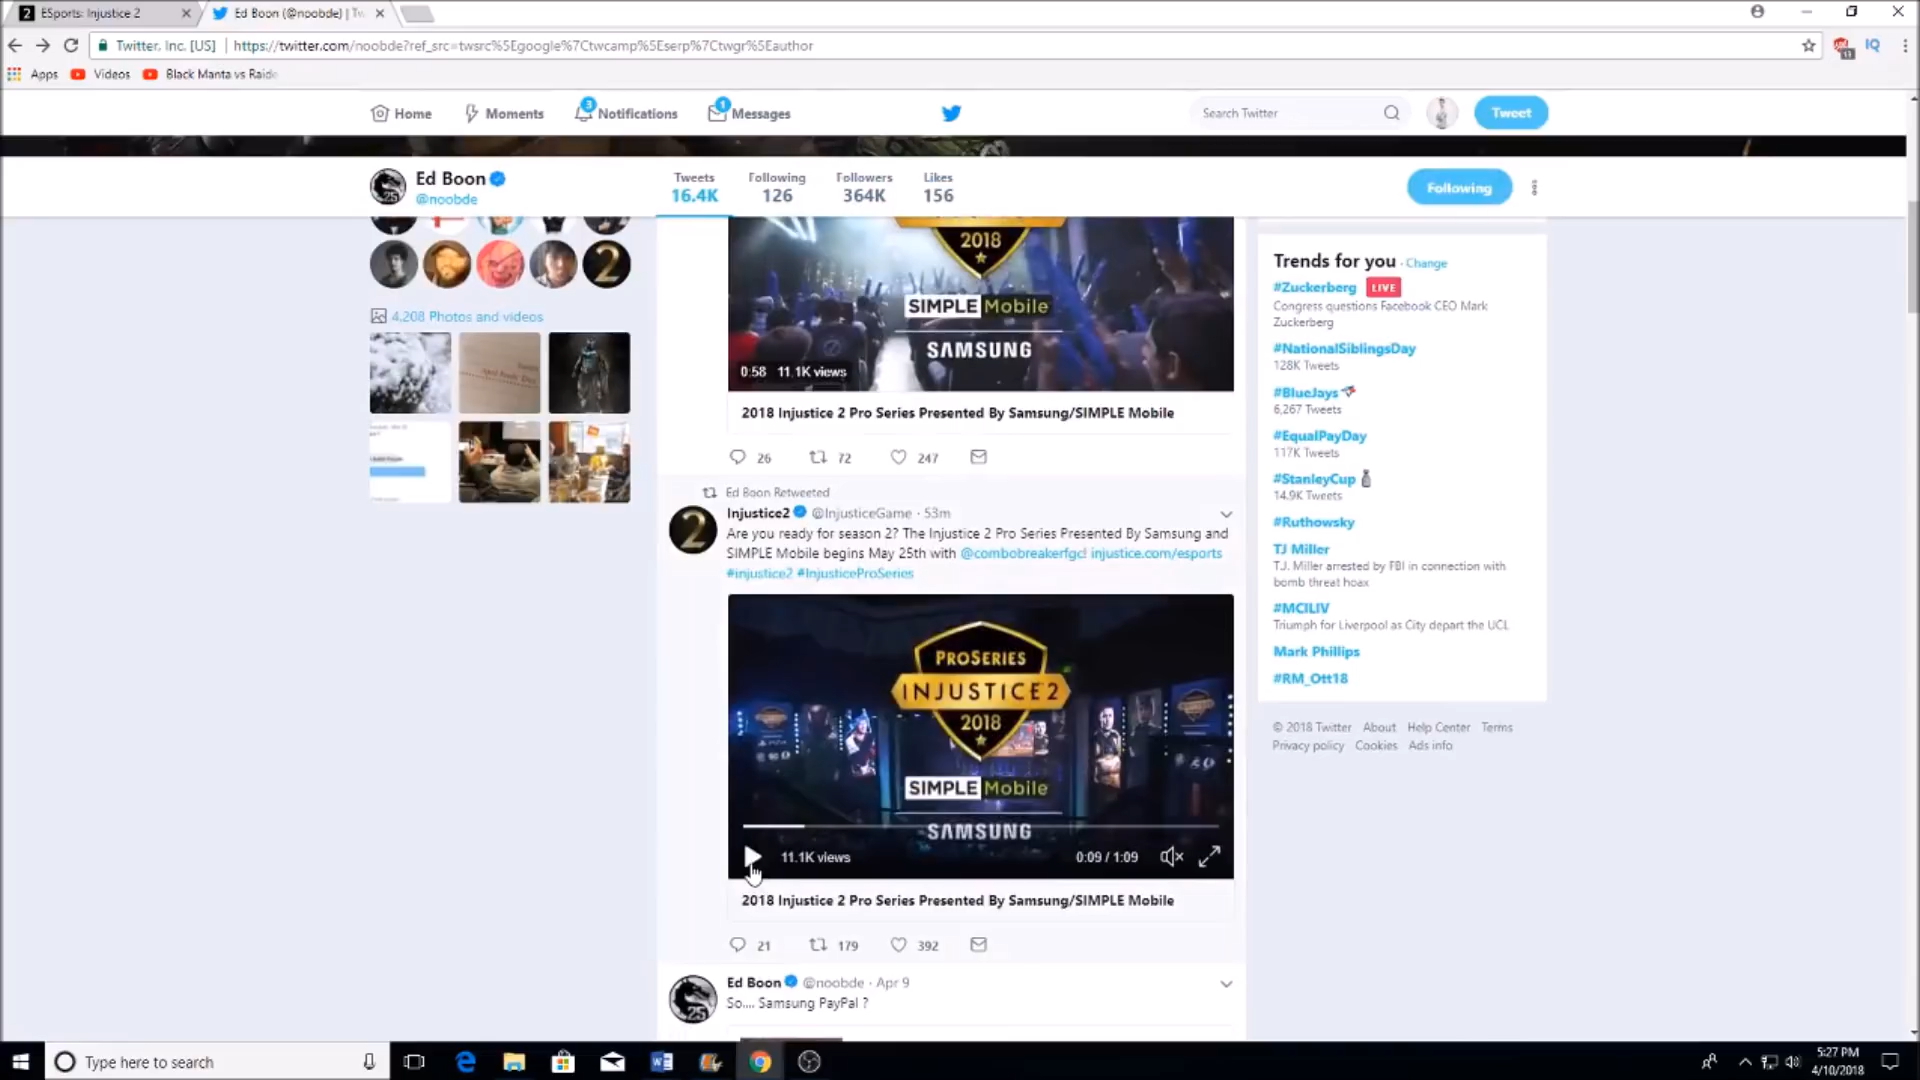 ESports: Injustice 2
Ed Boon (@noobde) | Tw
Twitter, Inc. [US]
https://twitter.com/noobde?ref_src=twsrc%5Egoogle%7Ctwcamp%5Eserp%7Ctwgr%5Eauthor
IQ
Apps
Videos
Black Manta vs Raide
Home
Moments
3
Notifications
1
Messages
Search Twitter
Tweet
Ed Boon
@noobde
Tweets
16.4K
Following
126
Followers
364K
Likes
156
Following
4,208 Photos and videos
2018
SIMPLE Mobile
SAMSUNG
0:58 11.1K views
2018 Injustice 2 Pro Series Presented By Samsung/SIMPLE Mobile
26 72 247
Ed Boon Retweeted
Injustice2 @InjusticeGame · 53m
Are you ready for season 2? The Injustice 2 Pro Series Presented By Samsung and
SIMPLE Mobile begins May 25th with @combobreakerfgc! injustice.com/esports
#injustice2 #InjusticeProSeries
PROSERIES
INJUSTICE2
2018
SIMPLE Mobile
SAMSUNG
11.1K views 0:09 / 1:09
2018 Injustice 2 Pro Series Presented By Samsung/SIMPLE Mobile
21 179 392
Ed Boon @noobde · Apr 9
So.... Samsung PayPal ?
Trends for you · Change
#Zuckerberg LIVE
Congress questions Facebook CEO Mark
Zuckerberg
#NationalSiblingsDay
128K Tweets
#BlueJays
6,267 Tweets
#EqualPayDay
117K Tweets
#StanleyCup
14.9K Tweets
#Ruthowsky
TJ Miller
T.J. Miller arrested by FBI in connection with
bomb threat hoax
#MCILIV
Triumph for Liverpool as City depart the UCL
Mark Phillips
#RM_Ott18
© 2018 Twitter About Help Center Terms
Privacy policy Cookies Ads info
Type here to search
5:27 PM
4/10/2018